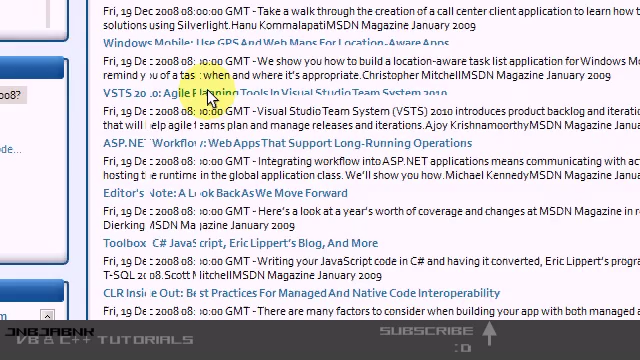 Fri, 19 Dec 2008 08:00:00 GMT - Take a walk through the creation of a call center client application to learn how t
solutions using Silverlight.Hanu KommalapatiMSDN Magazine January 2009
Windows Mobile: Use GPS And Web Maps For Location-Aware Apps
Fri, 19 Dec 2008 08:00:00 GMT - We show you how to build a location-aware task list application for Windows Mo
remind you of a task when and where it's appropriate.Christopher MitchellMSDN Magazine January 2009
VSTS 2010: Agile Planning Tools In Visual Studio Team System 2010
Fri, 19 Dec 2008 08:00:00 GMT - Visual Studio Team System (VSTS) 2010 introduces product backlog and iteration
that will help agile teams plan and manage releases and iterations.Ajoy KrishnamoorthyMSDN Magazine Januar
008?
ASP.NET Workflow: Web Apps That Support Long-Running Operations
ode...
Fri, 19 Dec 2008 08:00:00 GMT - Integrating workflow into ASP.NET applications means communicating with act
hosting the runtime in the global application class. We'll show you how.Michael KennedyMSDN Magazine Janua
Editor's Note: A Look Back As We Move Forward
Fri, 19 Dec 2008 08:00:00 GMT - Here's a look at a year's worth of coverage and changes at MSDN Magazine.
Dierking MSDN Magazine January 2009
Toolbox: C# JavaScript, Eric Lippert's Blog, And More
Fri, 19 Dec 2008 08:00:00 GMT - Writing your JavaScript code in C# and having it converted, Eric Lippert's progra
T-SQL 2008.Scott MitchellMSDN Magazine January 2009
CLR Inside Out: Best Practices For Managed And Native Code Interoperability
Fri, 19 Dec 2008 08:00:00 GMT - There are many factors to consider when building your app with both managed
m
JNBJABNK
VB & C++ TUTORIALS
SUBSCRIBE
:D